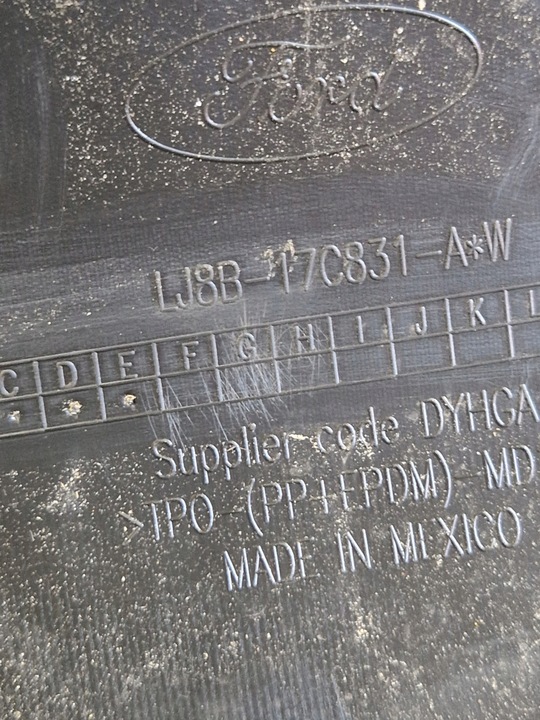 Ford
LJ8B-17C831-A*W
C D E F G H I J K L
Supplier code DYHGA
>TPO-(PP+EPDM)-MD
MADE IN MEXICO